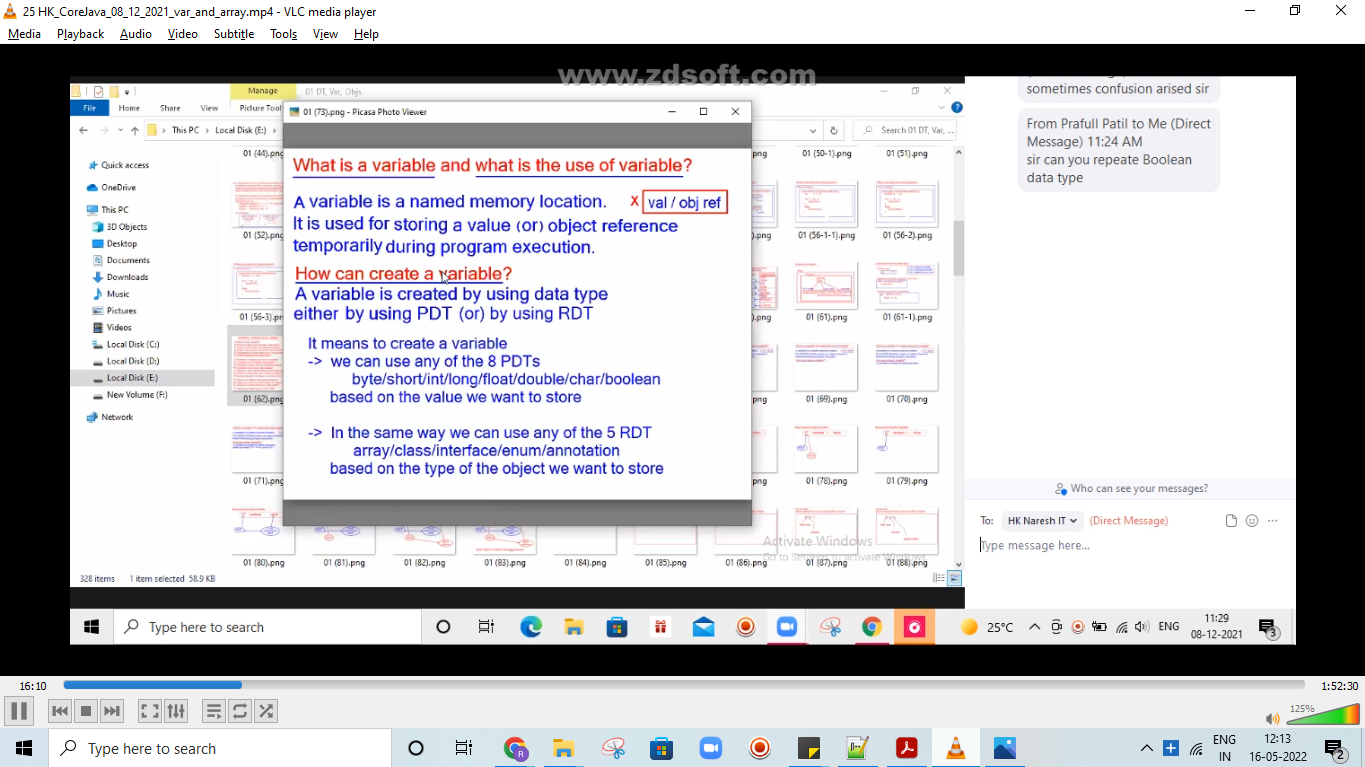 25 HK_CoreJava_08_12_2021_var_and_array.mp4 - VLC media player
Media Playback Audio Video Subtitle Tools View Help
www.zdsoft.com
Manage 01 DT, Var, Objs
File Home Share View Picture Tool
This PC > Local Disk (E:) >
Search 01 DT, Var, ...
Quick access
OneDrive
This PC
3D Objects
Desktop
Documents
Downloads
Music
Pictures
Videos
Local Disk (C:)
Local Disk (D:)
Local Disk (E:)
New Volume (F:)
Network
01 (44).png
01 (52).png
01 (56-3).png
01 (62).png
01 (71).png
01 (73).png - Picasa Photo Viewer
What is a variable and what is the use of variable?
A variable is a named memory location. X val / obj ref
It is used for storing a value (or) object reference
temporarily during program execution.
How can create a variable?
A variable is created by using data type
either by using PDT (or) by using RDT
It means to create a variable
-> we can use any of the 8 PDTs
byte/short/int/long/float/double/char/boolean
based on the value we want to store
-> In the same way we can use any of the 5 RDT
array/class/interface/enum/annotation
based on the type of the object we want to store
.png 01 (50-1).png 01 (51).png
.png 01 (56-1-1).png 01 (56-2).png
.png 01 (61).png 01 (61-1).png
.png 01 (69).png 01 (70).png
.png 01 (78).png 01 (79).png
01 (80).png 01 (81).png 01 (82).png 01 (83).png 01 (84).png 01 (85).png 01 (86).png 01 (87).png 01 (88).png
Activate Windows
Go to Settings to activate Windows.
328 items 1 item selected 58.9 KB
sometimes confusion arised sir
From Prafull Patil to Me (Direct
Message) 11:24 AM
sir can you repeate Boolean
data type
Who can see your messages?
To: HK Naresh IT (Direct Message)
Type message here...
Type here to search
25°C ENG 11:29
08-12-2021 3
16:10 1:52:30
125%
Type here to search
R
ENG
IN
12:13
16-05-2022
2